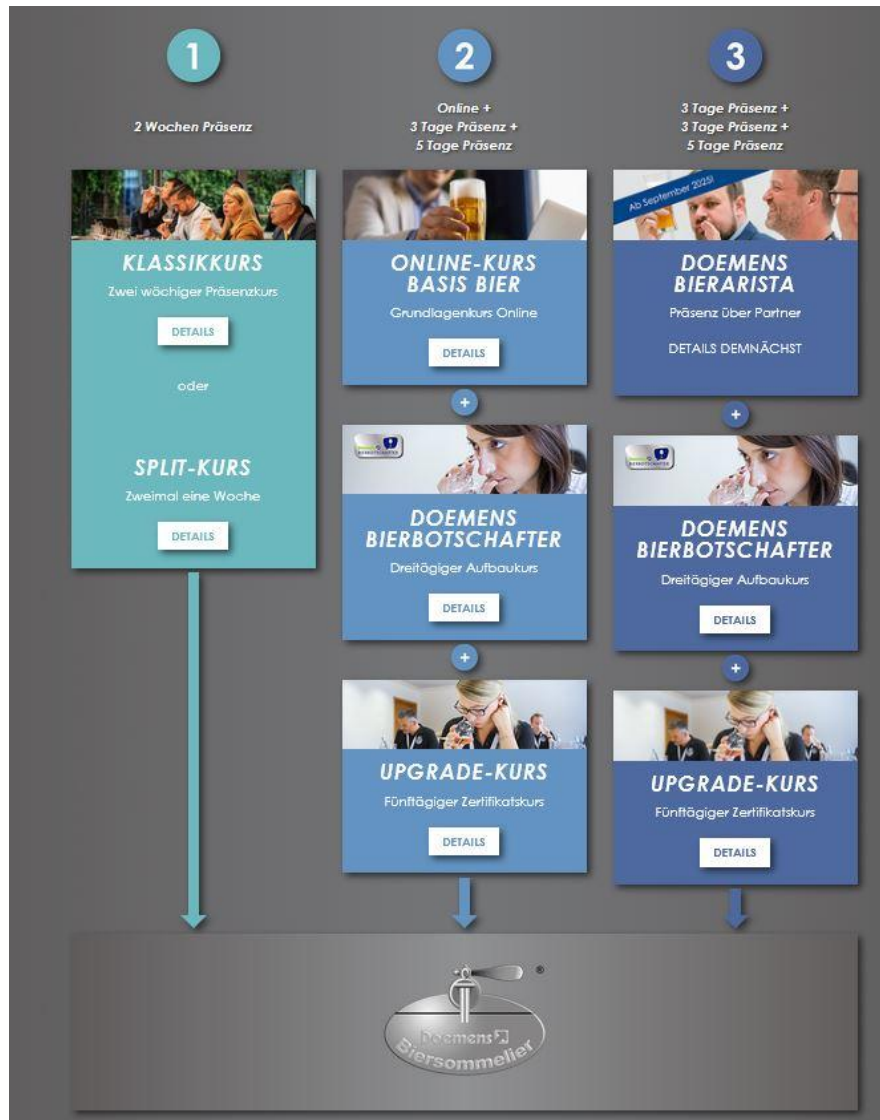 1
2 Wochen Präsenz
KLASSIKKURS
Zwei wöchiger Präsenzkurs
DETAILS
oder
SPLIT-KURS
Zweimal eine Woche
DETAILS
2
Online +
3 Tage Präsenz +
5 Tage Präsenz
ONLINE-KURS
BASIS BIER
Grundlagenkurs Online
DETAILS
+
BIERBOTSCHAFTER
DOEMENS
BIERBOTSCHAFTER
Dreitägiger Aufbaukurs
DETAILS
+
UPGRADE-KURS
Fünftägiger Zertifikatskurs
DETAILS
3
3 Tage Präsenz +
3 Tage Präsenz +
5 Tage Präsenz
Ab September 2025!
DOEMENS
BIERARISTA
Präsenz über Partner
DETAILS DEMNÄCHST
+
BIERBOTSCHAFTER
DOEMENS
BIERBOTSCHAFTER
Dreitägiger Aufbaukurs
DETAILS
+
UPGRADE-KURS
Fünftägiger Zertifikatskurs
DETAILS
®
Doemens
Biersommelier